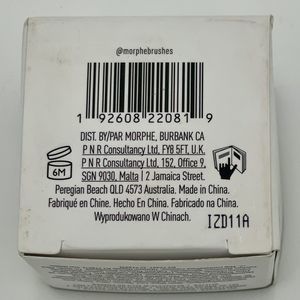 @morphebrushes
1 92608 22081 9
DIST. BY/PAR MORPHE, BURBANK CA
P N R Consultancy Ltd, FY8 5FT, U.K.
P N R Consultancy Ltd, 152, Office 9,
SGN 9030, Malta | 2 Jamaica Street,
Peregian Beach QLD 4573 Australia. Made in China.
Fabriqué en Chine. Hecho En China. Fabricado na China.
Wyprodukowano W Chinach.
6M
IZD11A